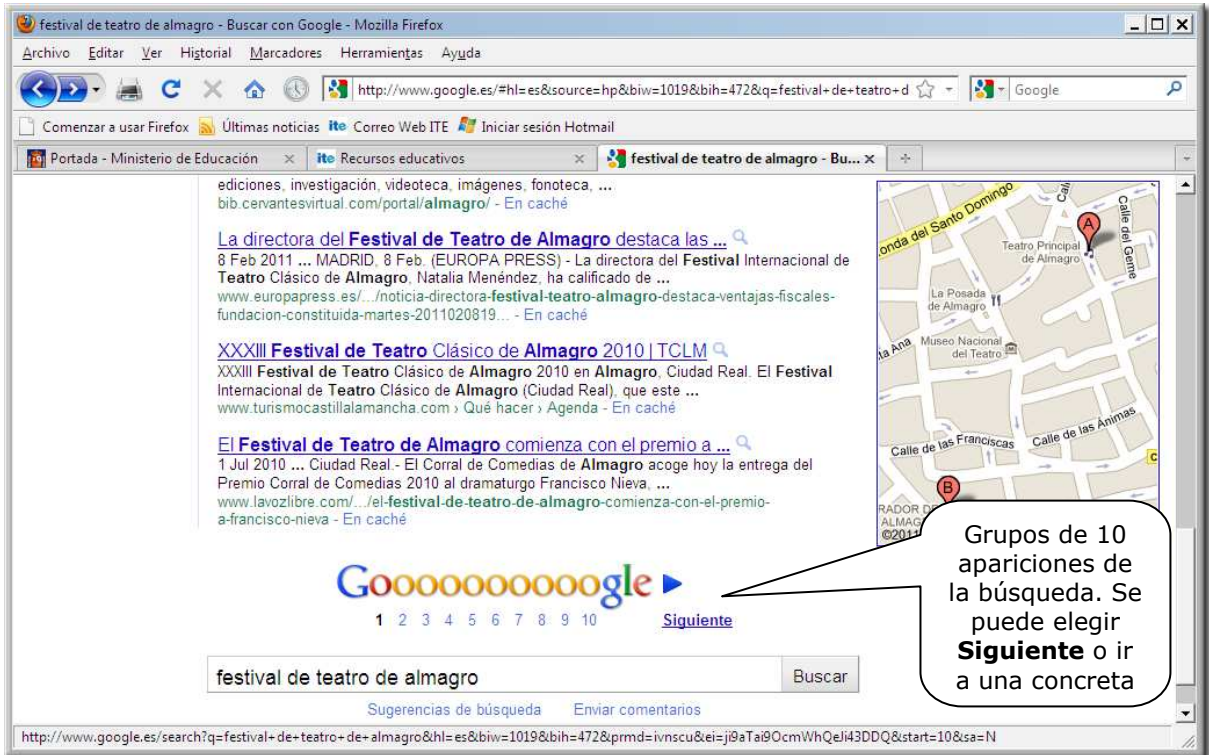 festival de teatro de almagro - Buscar con Google - Mozilla Firefox
Archivo Editar Ver Historial Marcadores Herramientas Ayuda
http://www.google.es/#hl=es&source=hp&biw=1019&bih=472&q=festival+de+teatro+d Google
Comenzar a usar Firefox Últimas noticias ite Correo Web ITE Iniciar sesión Hotmail
Portada - Ministerio de Educación ite Recursos educativos festival de teatro de almagro - Bu...
ediciones, investigación, videoteca, imágenes, fonoteca, ...
bib.cervantesvirtual.com/portal/almagro/ - En caché
La directora del Festival de Teatro de Almagro destaca las ...
8 Feb 2011 ... MADRID, 8 Feb. (EUROPA PRESS) - La directora del Festival Internacional de
Teatro Clásico de Almagro, Natalia Menéndez, ha calificado de ...
www.europapress.es/.../noticia-directora-festival-teatro-almagro-destaca-ventajas-fiscales-
fundacion-constituida-martes-2011020819... - En caché
XXXIII Festival de Teatro Clásico de Almagro 2010 | TCLM
XXXIII Festival de Teatro Clásico de Almagro 2010 en Almagro, Ciudad Real. El Festival
Internacional de Teatro Clásico de Almagro (Ciudad Real), que este ...
www.turismocastillalamancha.com › Qué hacer › Agenda - En caché
El Festival de Teatro de Almagro comienza con el premio a ...
1 Jul 2010 ... Ciudad Real.- El Corral de Comedias de Almagro acoge hoy la entrega del
Premio Corral de Comedias 2010 al dramaturgo Francisco Nieva, ...
www.lavozlibre.com/.../el-festival-de-teatro-de-almagro-comienza-con-el-premio-
a-francisco-nieva - En caché
onda del Santo Domingo
Cali
Calle del Geme
A
Teatro Principal
de Almagro
La Posada
de Almagro
ta Ana
Museo Nacional
del Teatro
Calle de las Franciscas
Calle de las Ánimas
C
B
RADOR DE
ALMAG
©2011
Goooooooooogle
1 2 3 4 5 6 7 8 9 10 Siguiente
Grupos de 10
apariciones de
la búsqueda. Se
puede elegir
Siguiente o ir
a una concreta
festival de teatro de almagro Buscar
Sugerencias de búsqueda Enviar comentarios
http://www.google.es/search?q=festival+de+teatro+de+almagro&hl=es&biw=1019&bih=472&prmd=ivnscu&ei=ji9aTai9OcmWhQeJi43DDQ&start=10&sa=N